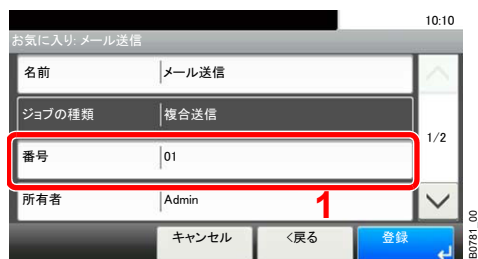 10:10
お気に入り: メール送信
名前 メール送信
ジョブの種類 複合送信
1/2
番号 01
所有者 Admin
1
キャンセル <戻る 登録
B0781_00